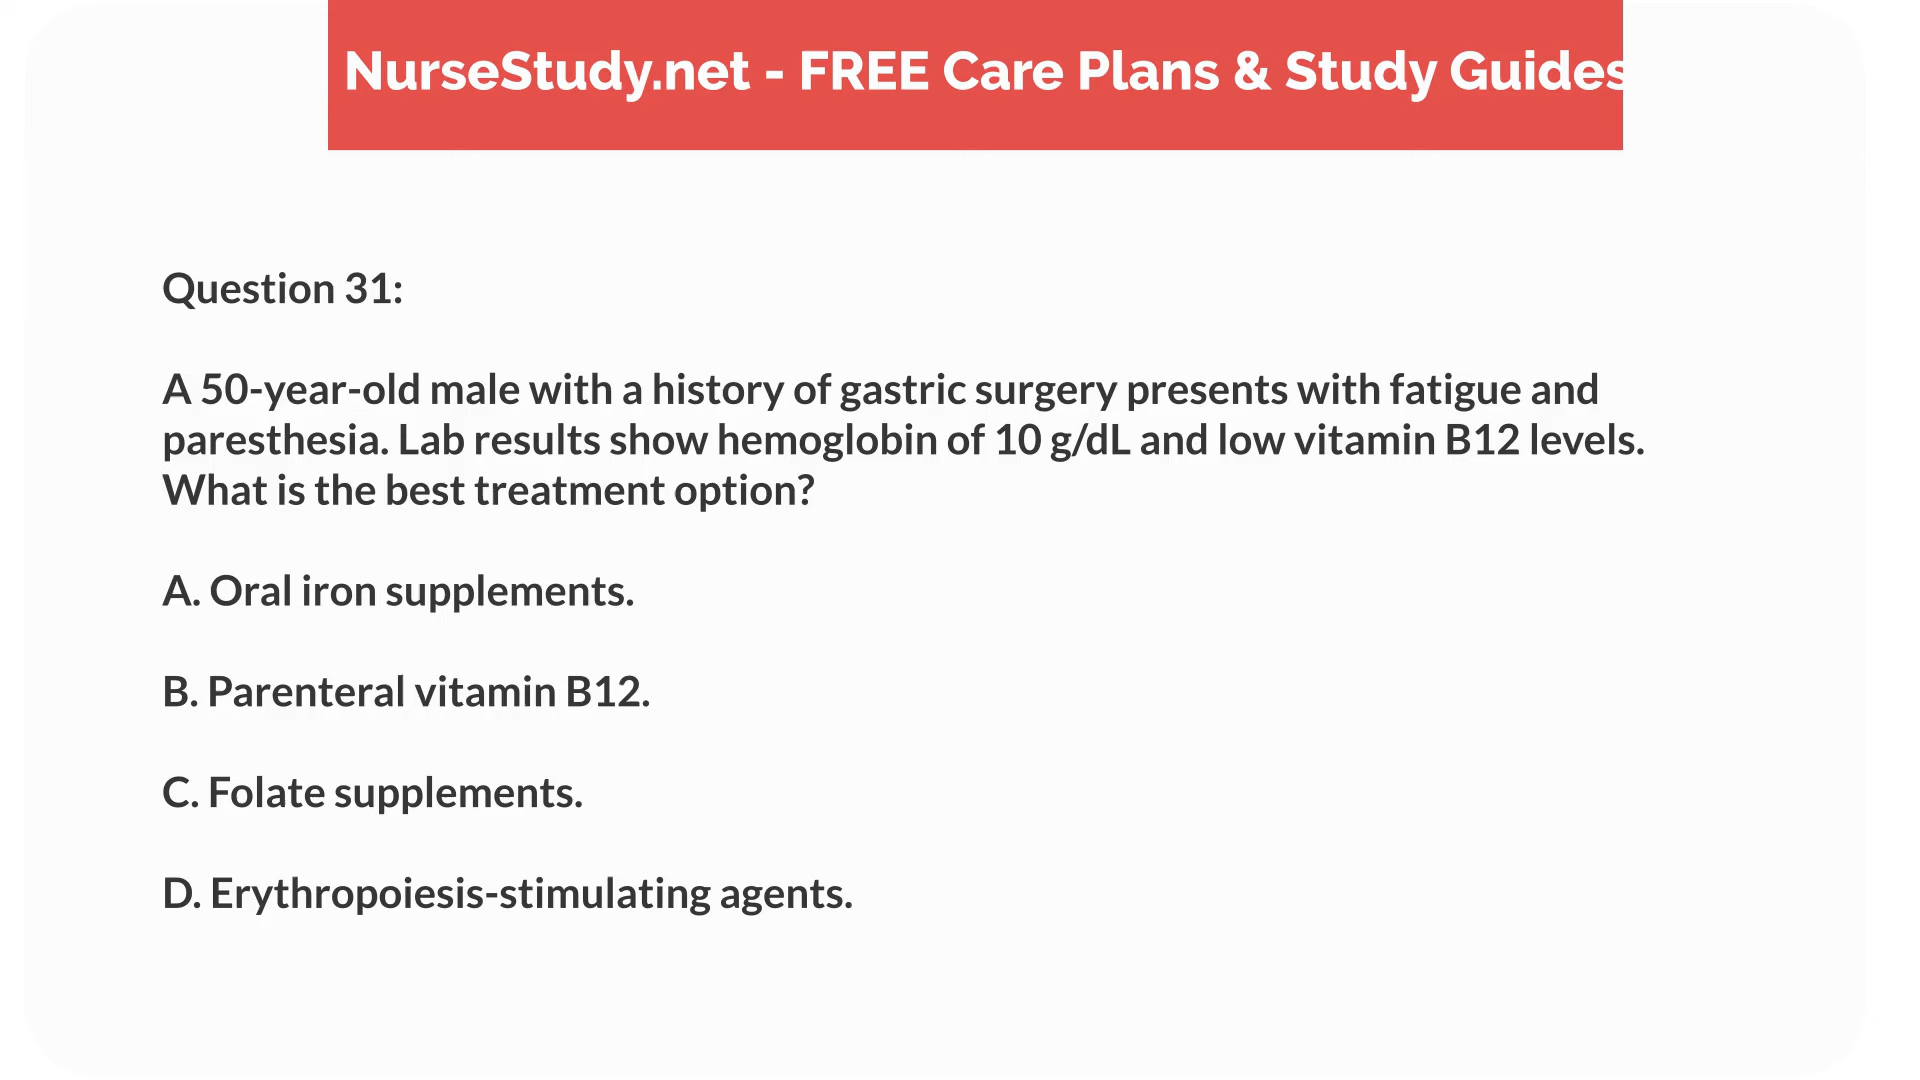 NurseStudy.net - FREE Care Plans & Study Guides
Question 31:
A 50-year-old male with a history of gastric surgery presents with fatigue and
paresthesia. Lab results show hemoglobin of 10 g/dL and low vitamin B12 levels.
What is the best treatment option?
A. Oral iron supplements.
B. Parenteral vitamin B12.
C. Folate supplements.
D. Erythropoiesis-stimulating agents.